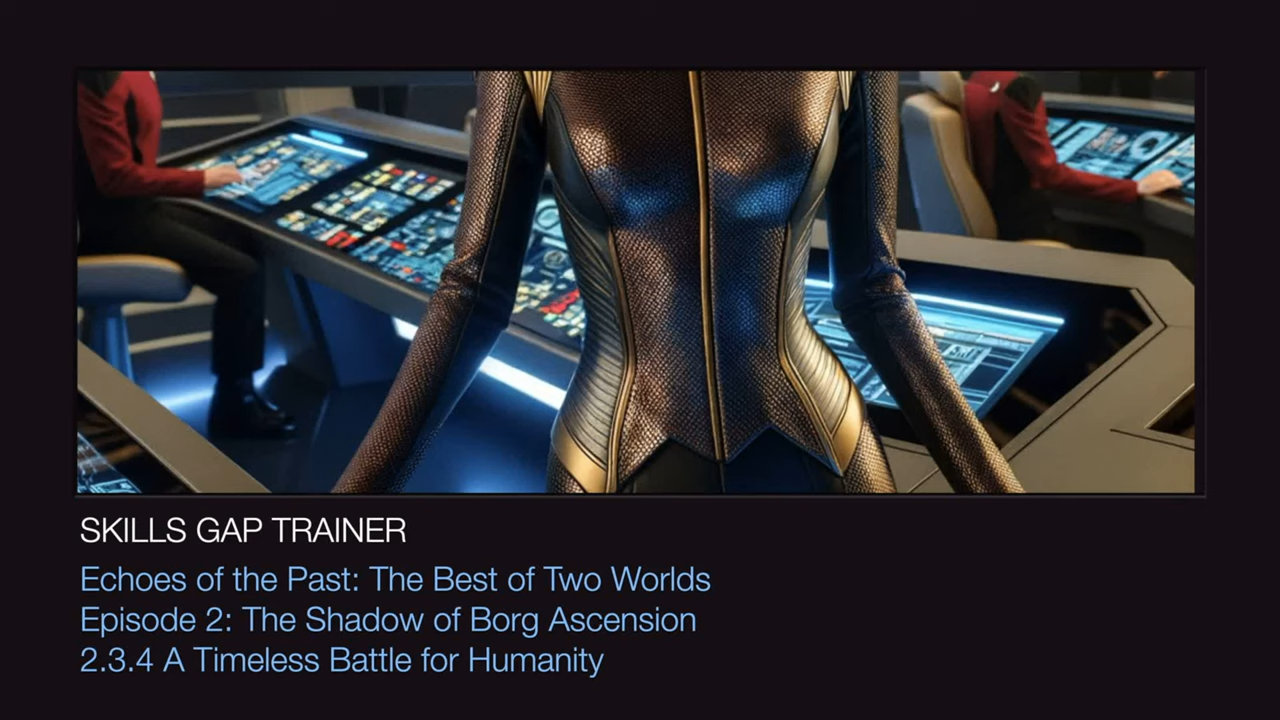 SKILLS GAP TRAINER
Echoes of the Past: The Best of Two Worlds
Episode 2: The Shadow of Borg Ascension
2.3.4 A Timeless Battle for Humanity